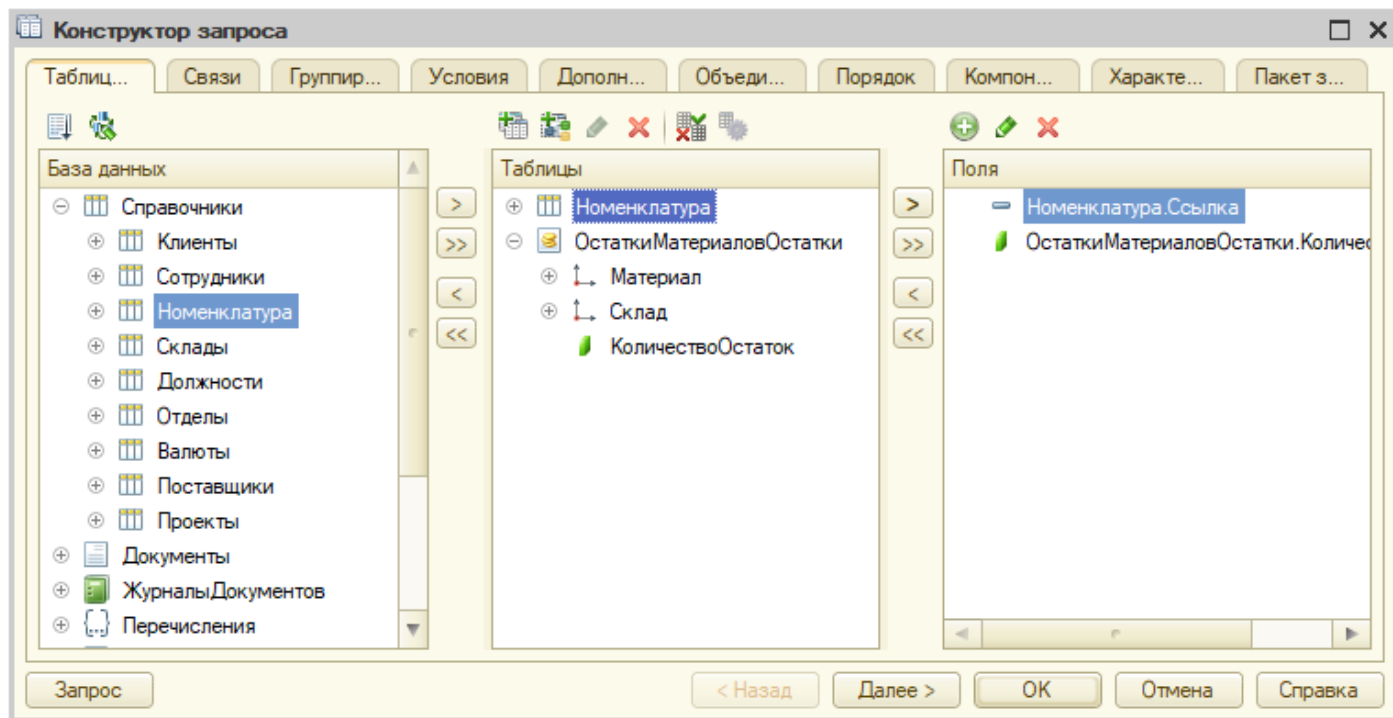 Конструктор запроса
Таблиц... Связи Группир... Условия Дополн... Объеди... Порядок Компон... Характе... Пакет з...
База данных
Справочники
Клиенты
Сотрудники
Номенклатура
Склады
Должности
Отделы
Валюты
Поставщики
Проекты
Документы
ЖурналыДокументов
Перечисления
> >> < <<
Таблицы
Номенклатура
ОстаткиМатериаловОстатки
Материал
Склад
КоличествоОстаток
> >> < <<
Поля
Номенклатура.Ссылка
ОстаткиМатериаловОстатки.Количес
Запрос < Назад Далее > OK Отмена Справка